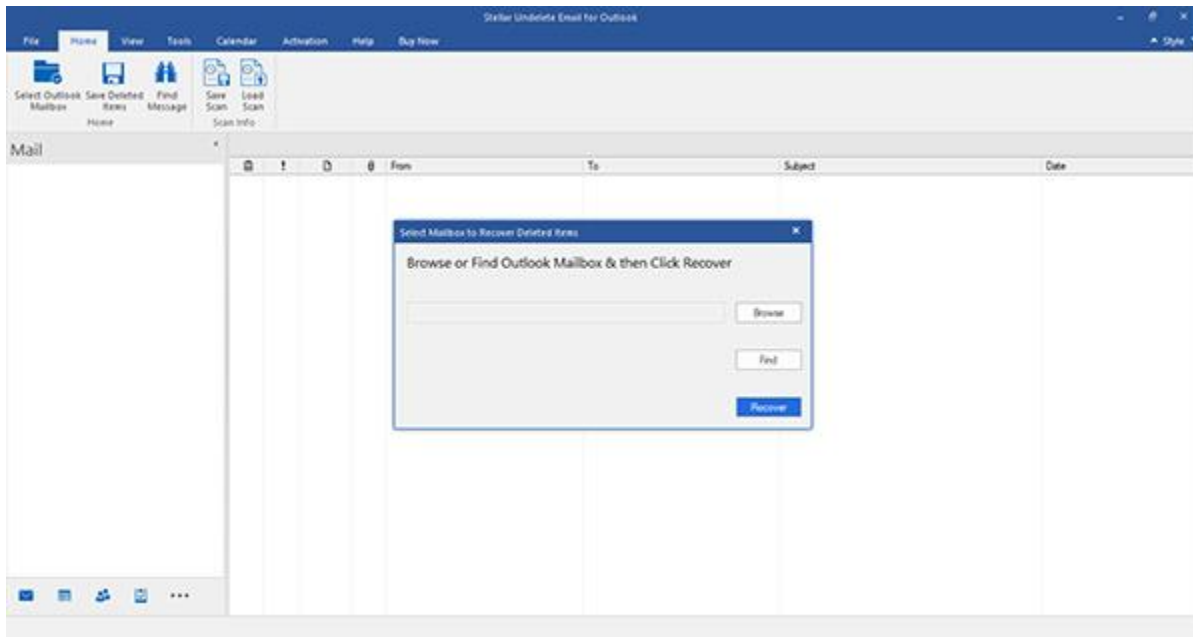 Stellar Undelete Email for Outlook
File Home View Tools Calendar Activation Help Buy Now Style
Select Outlook Mailbox Save Deleted Items Find Message Save Scan Load Scan
Home Scan Info
Mail
From To Subject Date
Select Mailbox to Recover Deleted Items
Browse or Find Outlook Mailbox & then Click Recover
Browse
Find
Recover